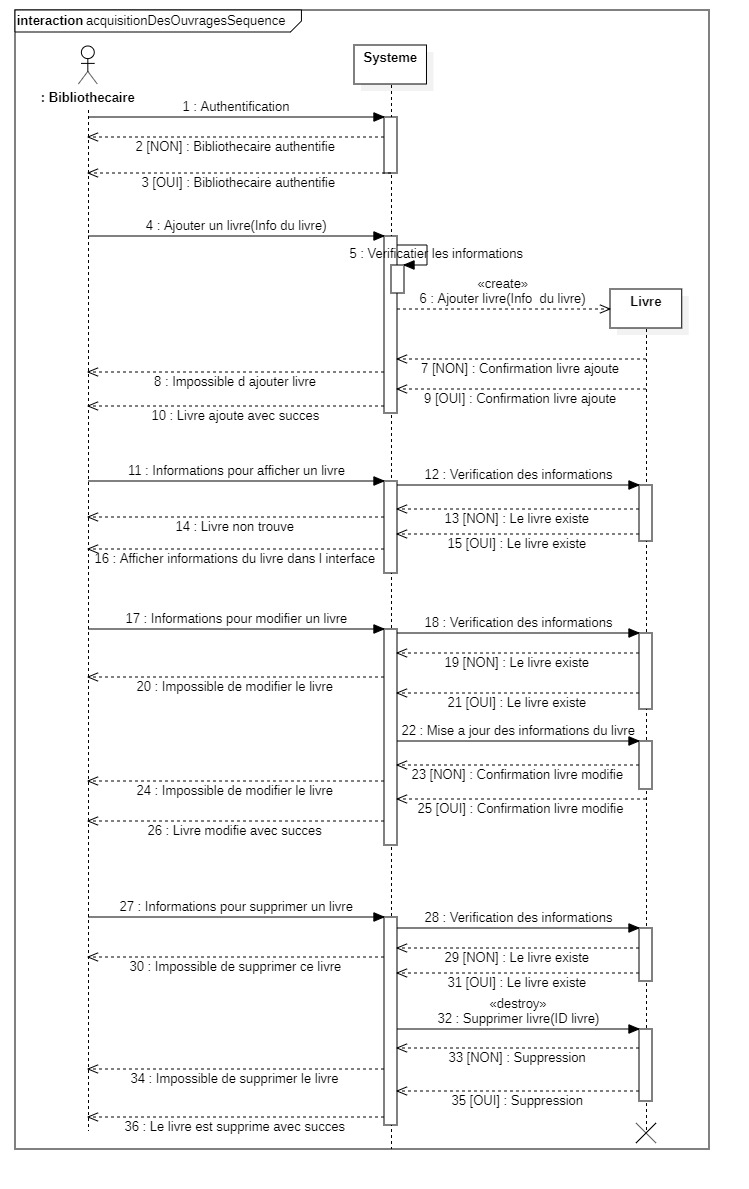 interaction acquisitionDesOuvragesSequence
Systeme
: Bibliothecaire
1 : Authentification
2 [NON] : Bibliothecaire authentifie
3 [OUI] : Bibliothecaire authentifie
4 : Ajouter un livre(Info du livre)
5 : Verificatier les informations
«create»
6 : Ajouter livre(Info  du livre)
Livre
7 [NON] : Confirmation livre ajoute
8 : Impossible d ajouter livre
9 [OUI] : Confirmation livre ajoute
10 : Livre ajoute avec succes
11 : Informations pour afficher un livre
12 : Verification des informations
13 [NON] : Le livre existe
14 : Livre non trouve
15 [OUI] : Le livre existe
16 : Afficher informations du livre dans l interface
17 : Informations pour modifier un livre
18 : Verification des informations
19 [NON] : Le livre existe
20 : Impossible de modifier le livre
21 [OUI] : Le livre existe
22 : Mise a jour des informations du livre
23 [NON] : Confirmation livre modifie
24 : Impossible de modifier le livre
25 [OUI] : Confirmation livre modifie
26 : Livre modifie avec succes
27 : Informations pour supprimer un livre
28 : Verification des informations
29 [NON] : Le livre existe
30 : Impossible de supprimer ce livre
31 [OUI] : Le livre existe
«destroy»
32 : Supprimer livre(ID livre)
33 [NON] : Suppression
34 : Impossible de supprimer le livre
35 [OUI] : Suppression
36 : Le livre est supprime avec succes